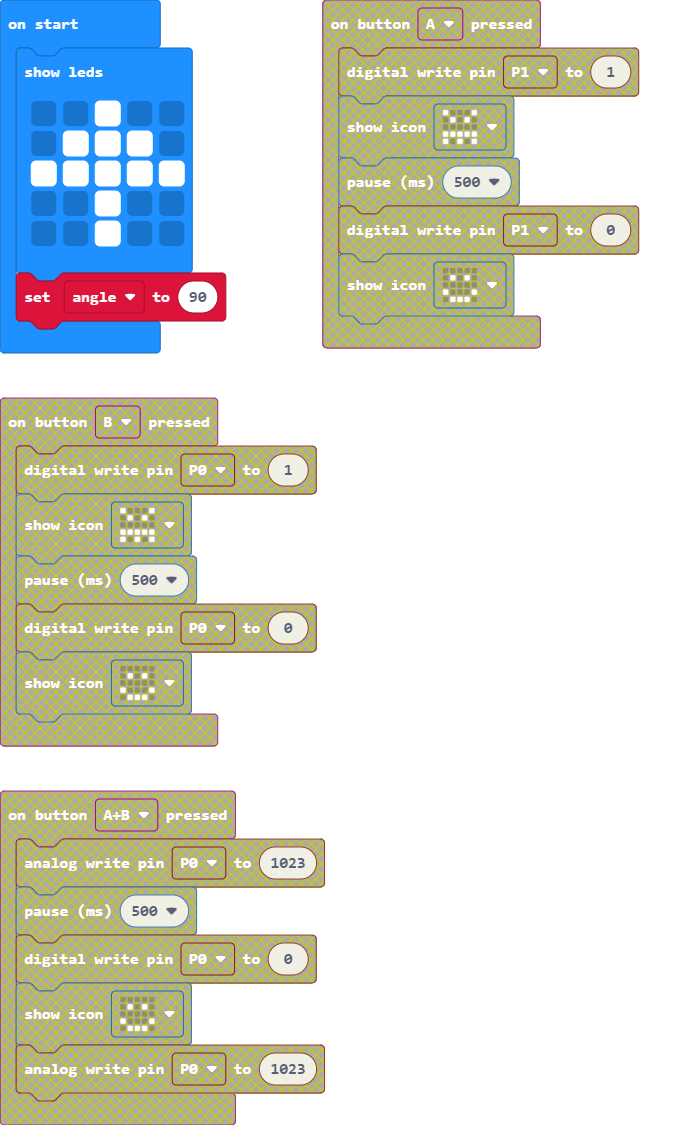 on start
show leds
set angle to 90
on button A pressed
digital write pin P1 to 1
show icon
pause (ms) 500
digital write pin P1 to 0
show icon
on button B pressed
digital write pin P0 to 1
show icon
pause (ms) 500
digital write pin P0 to 0
show icon
on button A+B pressed
analog write pin P0 to 1023
pause (ms) 500
digital write pin P0 to 0
show icon
analog write pin P0 to 1023